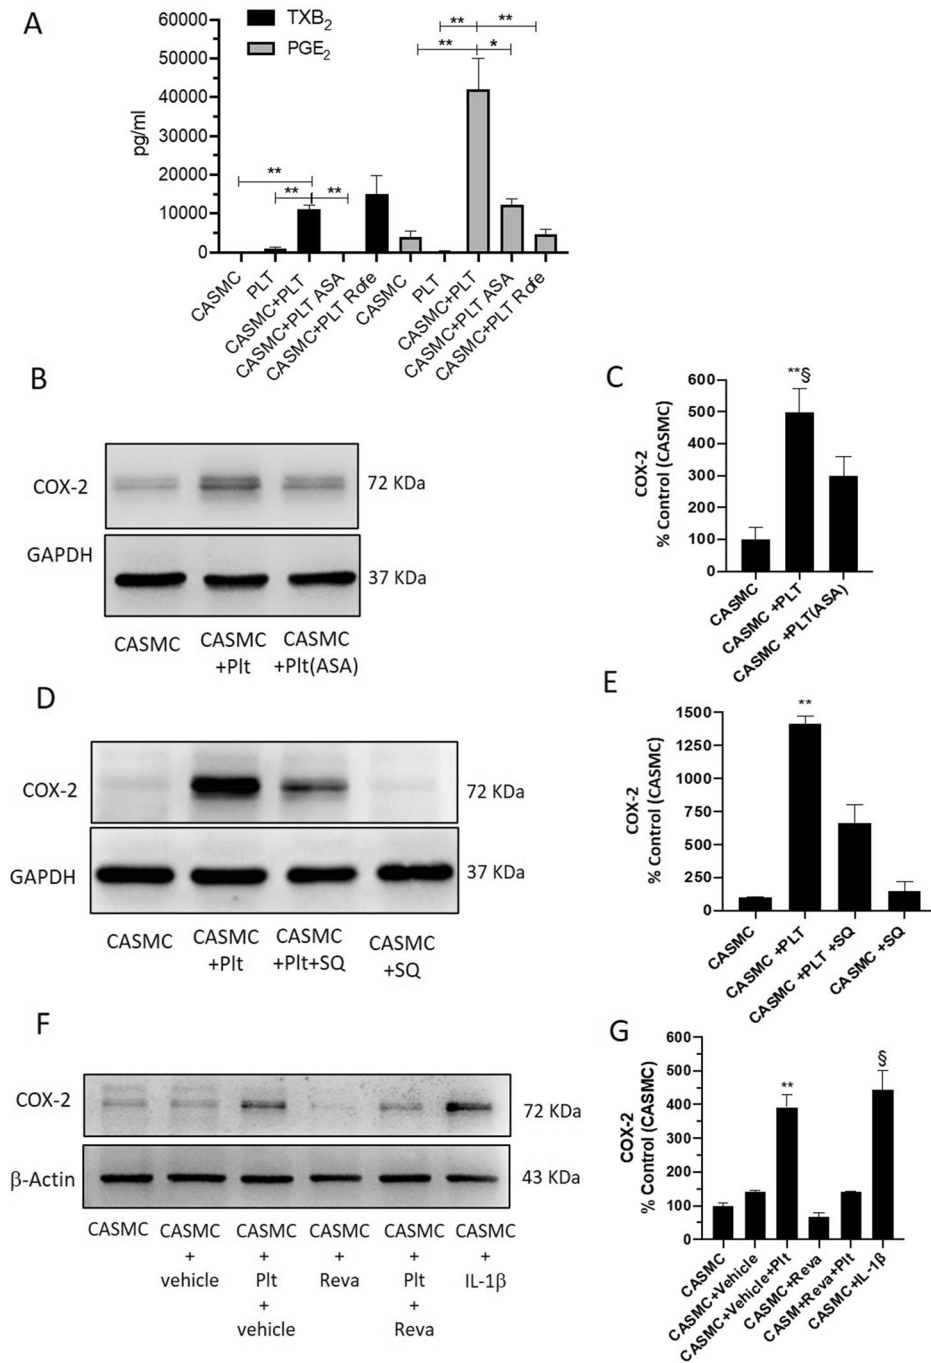 A
TXB2
PGE2
pg/ml
60000
50000
40000
30000
20000
10000
0
**
**
**
**
**
**
*
CASMC
PLT
CASMC+PLT
CASMC+PLT ASA
CASMC+PLT Rofe
CASMC
PLT
CASMC+PLT
CASMC+PLT ASA
CASMC+PLT Rofe
B
COX-2
72 KDa
GAPDH
37 KDa
CASMC
CASMC
+Plt
CASMC
+Plt(ASA)
C
COX-2
% Control (CASMC)
600
500
400
300
200
100
0
**§
CASMC
CASMC +PLT
CASMC +PLT(ASA)
D
COX-2
72 KDa
GAPDH
37 KDa
CASMC
CASMC
+Plt
CASMC
+Plt+SQ
CASMC
+SQ
E
COX-2
% Control (CASMC)
1500
1250
1000
750
500
250
0
**
CASMC
CASMC +PLT
CASMC +PLT +SQ
CASMC +SQ
F
COX-2
72 KDa
β-Actin
43 KDa
CASMC
CASMC
+
vehicle
CASMC
+
Plt
+
vehicle
CASMC
+
Reva
CASMC
+
Plt
+
Reva
CASMC
+
IL-1β
G
COX-2
% Control (CASMC)
600
500
400
300
200
100
0
**
§
CASMC
CASMC+Vehicle
CASMC+Vehicle+Plt
CASMC+Reva
CASM+Reva+Plt
CASMC+IL-1β